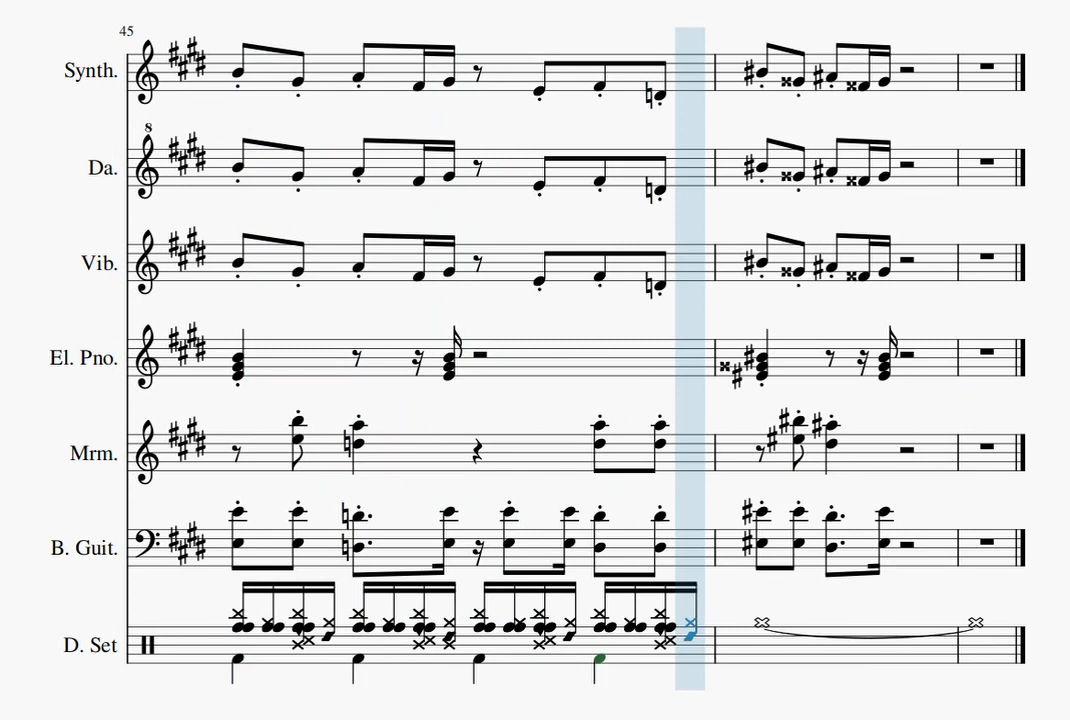 45
Synth.
8
Da.
Vib.
El. Pno.
Mrm.
B. Guit.
D. Set